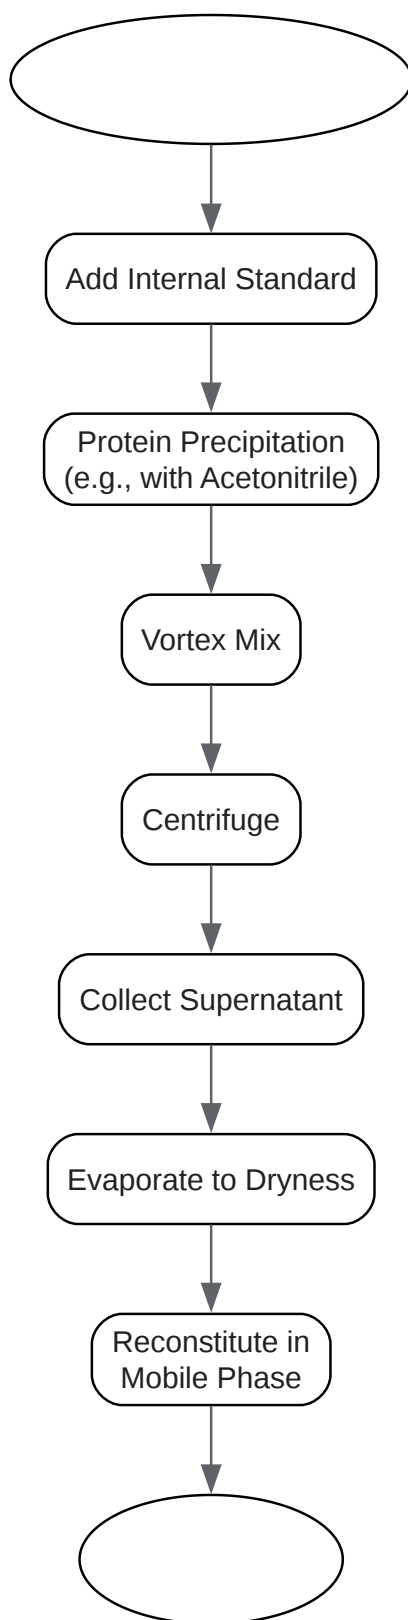 Add Internal Standard
Protein Precipitation
(e.g., with Acetonitrile)
Vortex Mix
Centrifuge
Collect Supernatant
Evaporate to Dryness
Reconstitute in
Mobile Phase